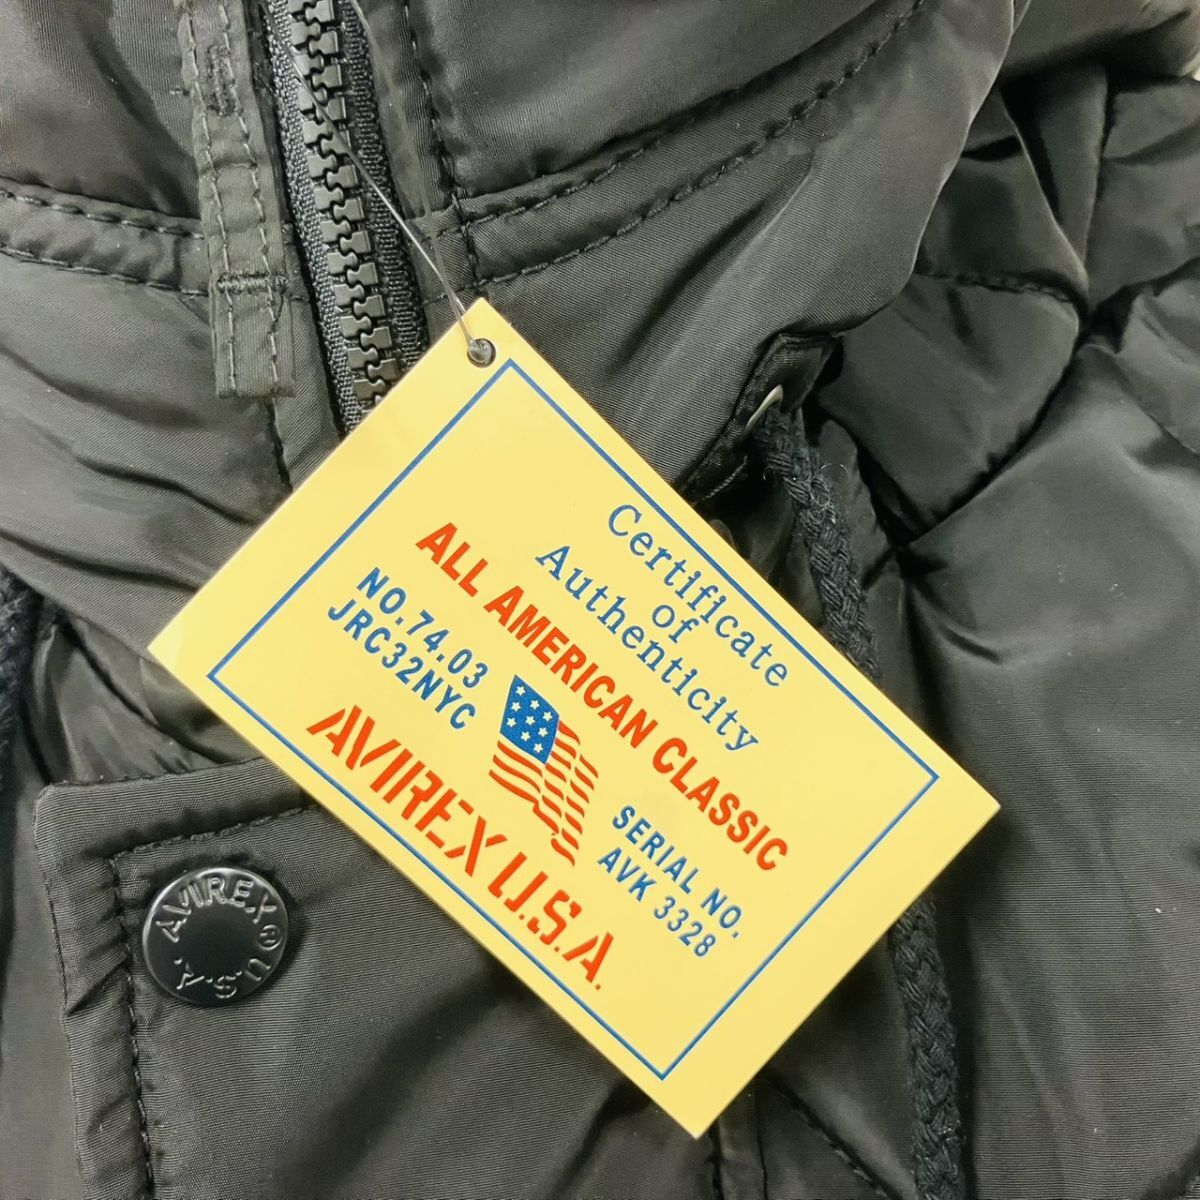 Certificate
of
Authenticity
ALL AMERICAN CLASSIC
NO.74.03
JRC32NYC
SERIAL NO.
AVK 3328
AVIREX U.S.A.
AVIREX® U.S.A.